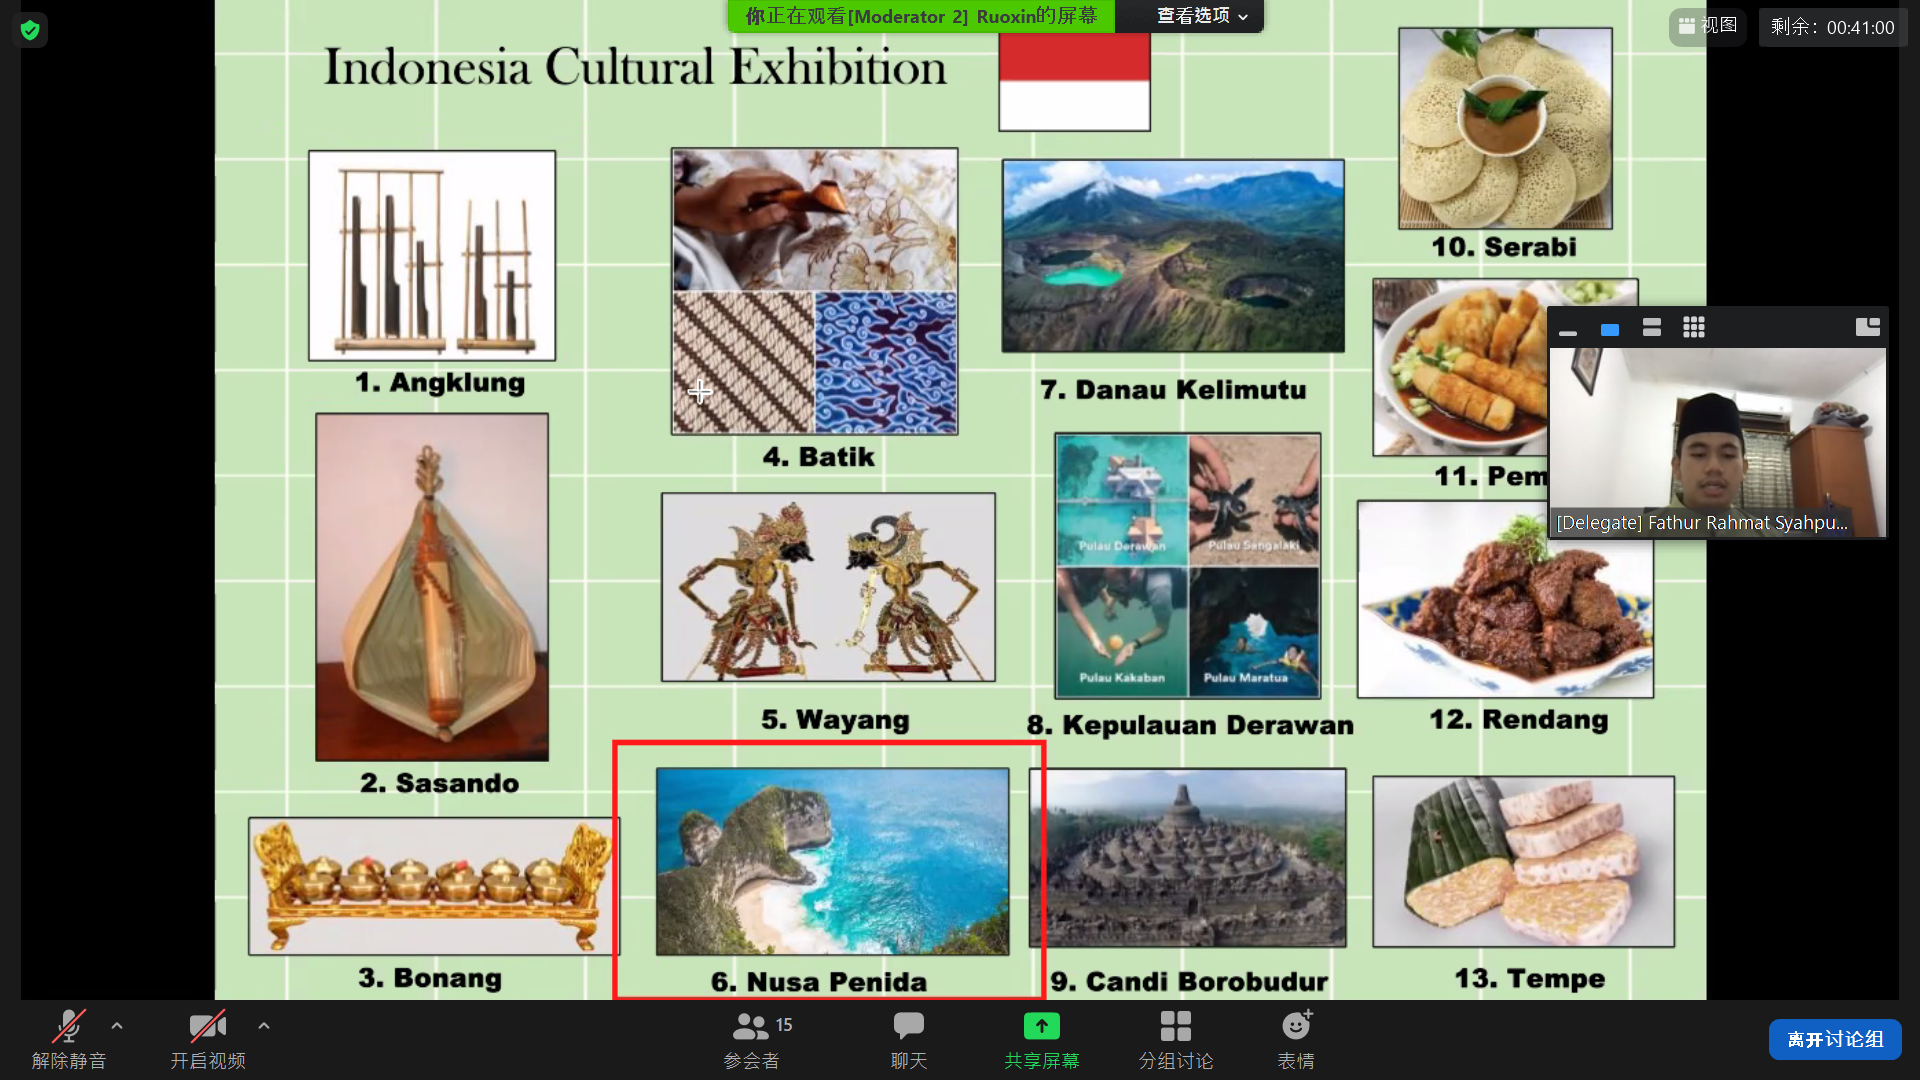 你正在观看[Moderator 2] Ruoxin的屏幕
查看选项
视图
剩余：00:41:00
Indonesia Cultural Exhibition
1. Angklung
2. Sasando
3. Bonang
4. Batik
5. Wayang
6. Nusa Penida
7. Danau Kelimutu
Pulau Derawan
Pulau Sangalaki
Pulau Kakaban
Pulau Maratua
8. Kepulauan Derawan
9. Candi Borobudur
10. Serabi
11. Pem
12. Rendang
13. Tempe
[Delegate] Fathur Rahmat Syahpu...
解除静音
开启视频
15
参会者
聊天
共享屏幕
分组讨论
表情
离开讨论组